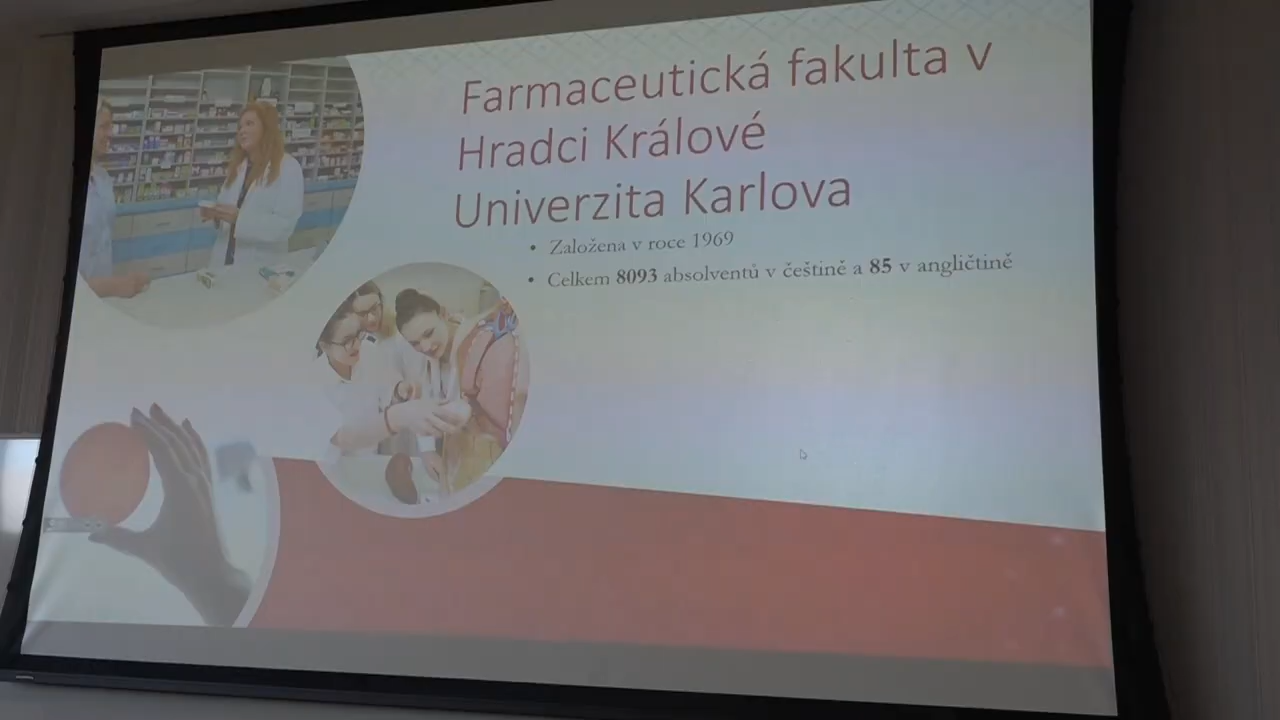 Farmaceutická fakulta v
Hradci Králové
Univerzita Karlova
• Založena v roce 1969
• Celkem 8093 absolventů v češtině a 85 v angličtině